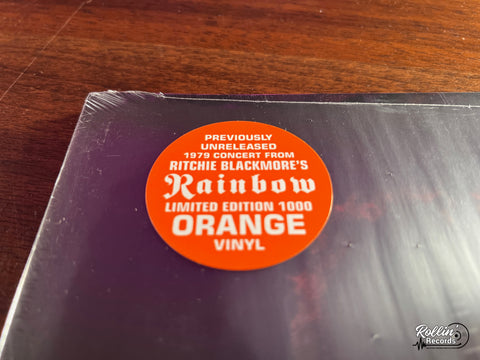 PREVIOUSLY
UNRELEASED
1979 CONCERT FROM
RITCHIE BLACKMORE'S
Rainbow
LIMITED EDITION 1000
ORANGE
VINYL
Rollin'
Records